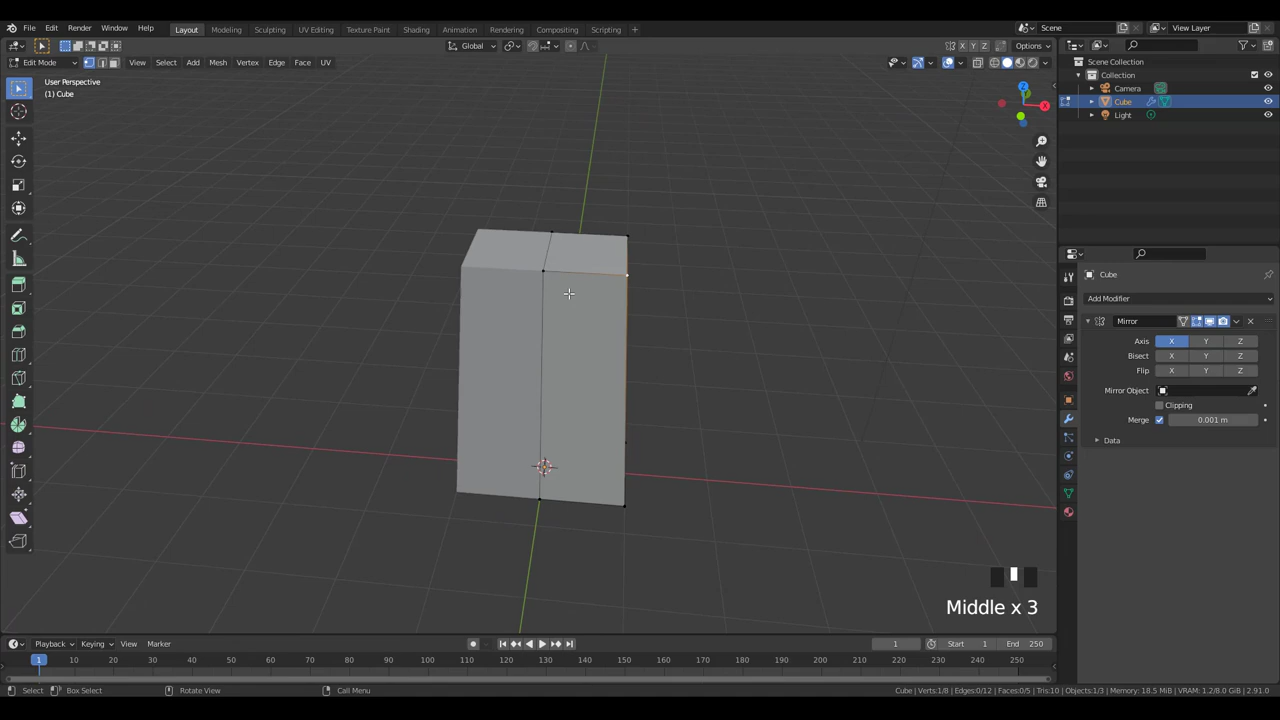 File Edit Render Window Help Layout Modeling Sculpting UV Editing Texture Paint Shading Animation Rendering Compositing Scripting + Scene View Layer
Global X Y Z Options
Edit Mode View Select Add Mesh Vertex Edge Face UV
Scene Collection
Collection
Camera
Cube
Light
User Perspective
(1) Cube
X
Z
Cube
Add Modifier
Mirror
Axis X Y Z
Bisect X Y Z
Flip X Y Z
Mirror Object
Clipping
Merge 0.001 m
Data
Middle x 3
Playback Keying View Marker 1 Start 1 End 250
1 10 20 30 40 50 60 70 80 90 100 110 120 130 140 150 160 170 180 190 200 210 220 230 240 250
Select Box Select Rotate View Call Menu Cube | Verts:1/8 | Edges:0/12 | Faces:0/5 | Tris:10 | Objects:1/3 | Memory: 18.5 MiB | VRAM: 1.2/8.0 GiB | 2.91.0